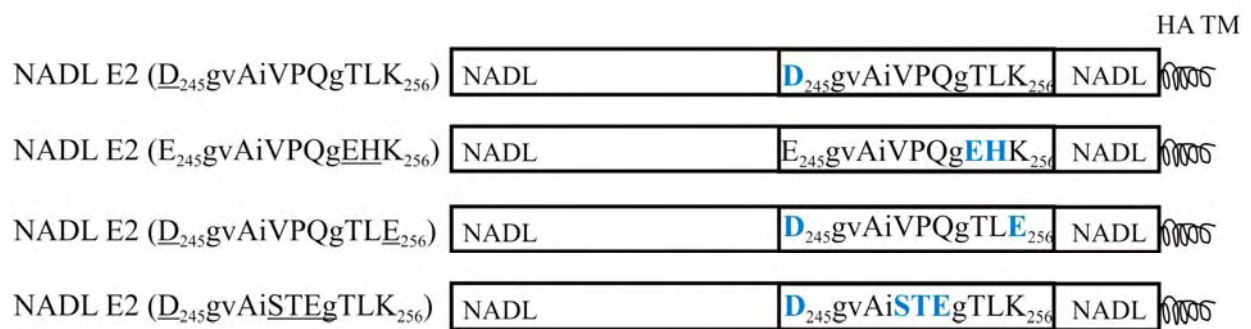 HA TM
NADL E2 (D₂₄₅gvAiVPQgTLK₂₅₆) NADL D₂₄₅gvAiVPQgTLK₂₅₆ NADL
NADL E2 (E₂₄₅gvAiVPQgEHK₂₅₆) NADL E₂₄₅gvAiVPQgEHK₂₅₆ NADL
NADL E2 (D₂₄₅gvAiVPQgTLE₂₅₆) NADL D₂₄₅gvAiVPQgTLE₂₅₆ NADL
NADL E2 (D₂₄₅gvAiSTEgTLK₂₅₆) NADL D₂₄₅gvAiSTEgTLK₂₅₆ NADL